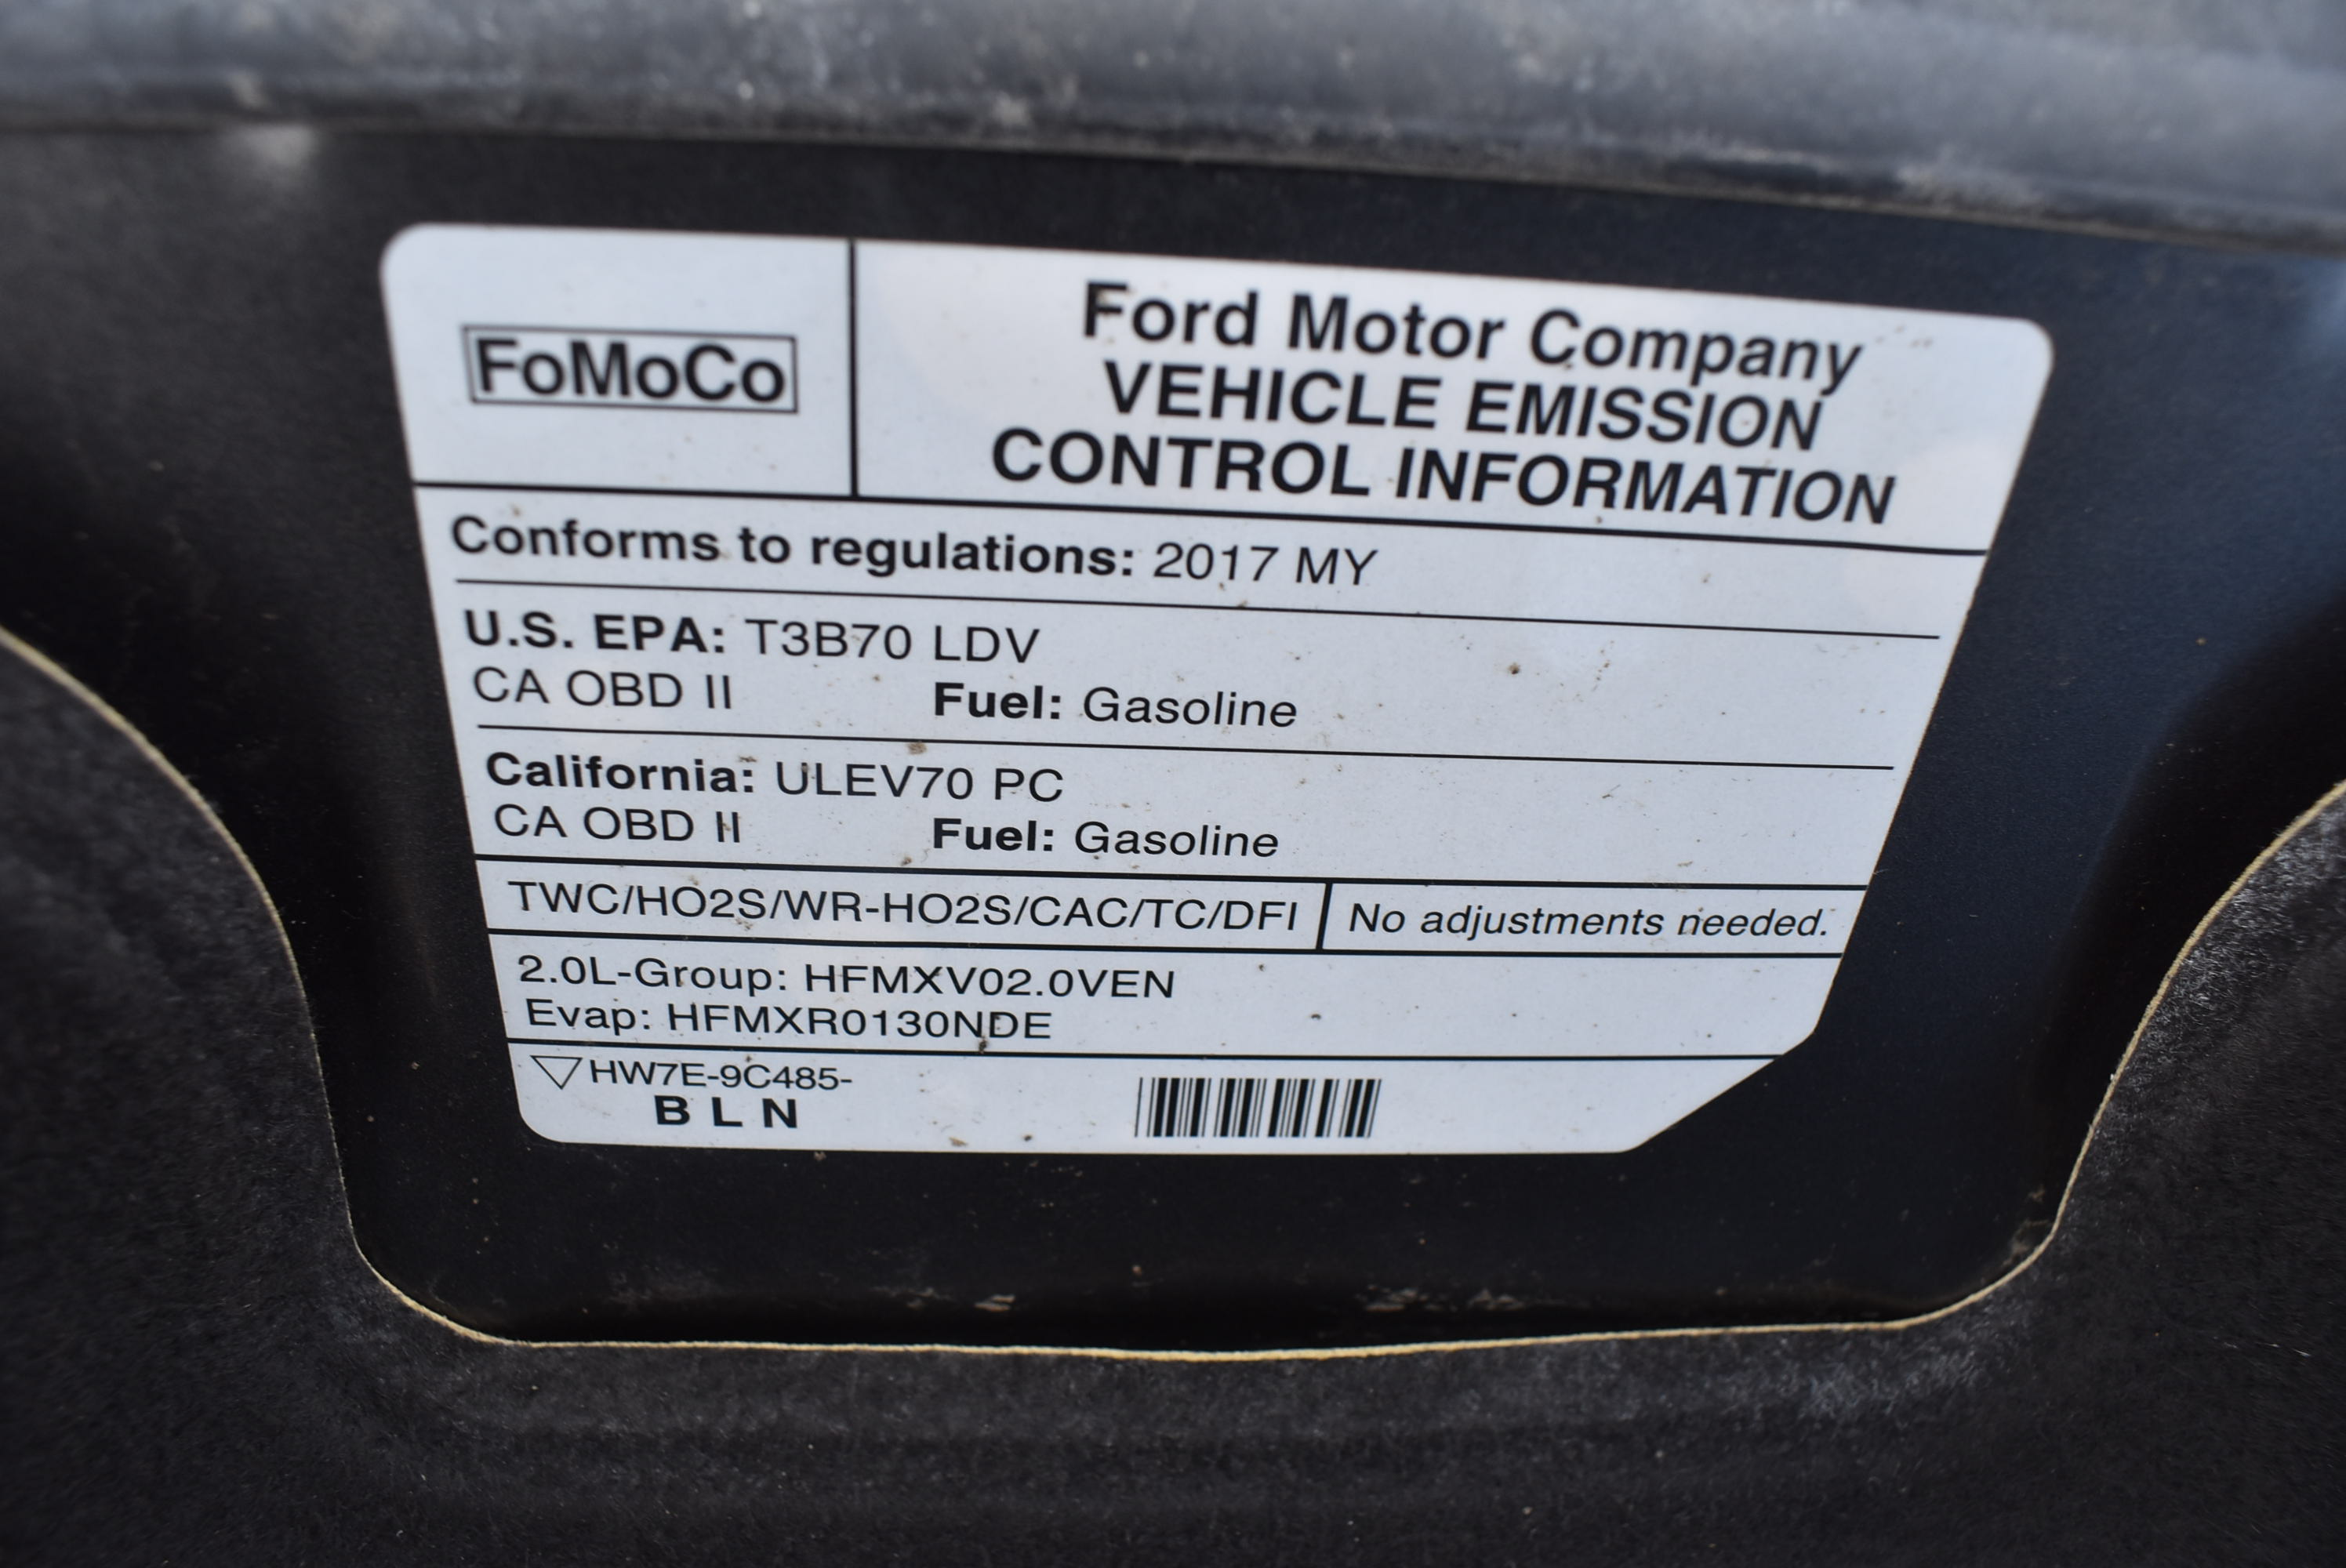 FoMoCo
Ford Motor Company
VEHICLE EMISSION
CONTROL INFORMATION
Conforms to regulations: 2017 MY
U.S. EPA: T3B70 LDV
CA OBD II Fuel: Gasoline
California: ULEV70 PC
CA OBD II Fuel: Gasoline
TWC/HO2S/WR-HO2S/CAC/TC/DFI No adjustments needed.
2.0L-Group: HFMXV02.0VEN
Evap: HFMXR0130NDE
HW7E-9C485-
B L N